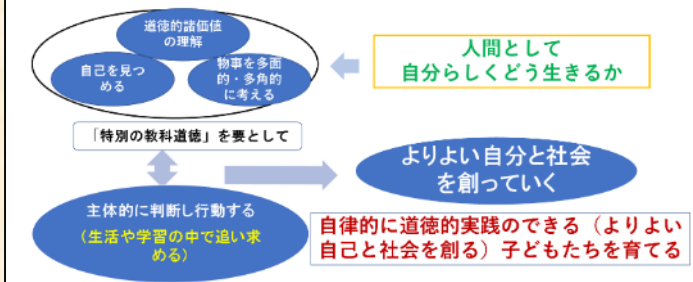 道徳的諸価値
の理解
自己を見つ
める
物事を多面
的・多角的
に考える
人間として
自分らしくどう生きるか
「特別の教科道徳」を要として
よりよい自分と社会
を創っていく
主体的に判断し行動する
(生活や学習の中で追い求
める)
自律的に道徳的実践のできる（よりよい
自己と社会を創る）子どもたちを育てる